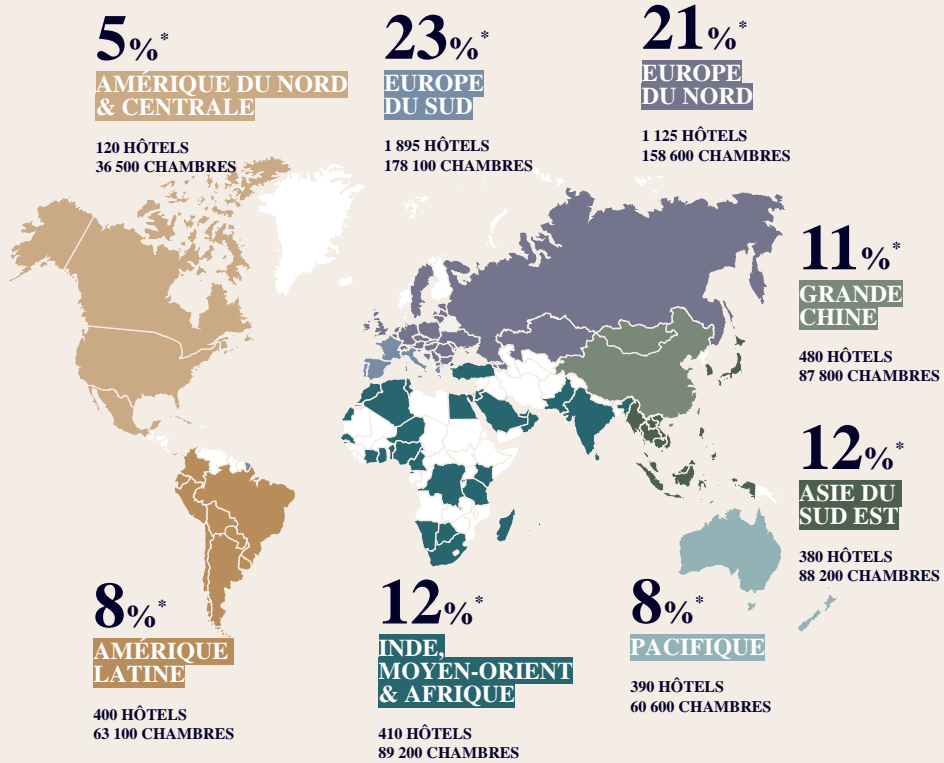 5%*
AMÉRIQUE DU NORD
& CENTRALE
120 HÔTELS
36 500 CHAMBRES
23%*
EUROPE
DU SUD
1 895 HÔTELS
178 100 CHAMBRES
21%*
EUROPE
DU NORD
1 125 HÔTELS
158 600 CHAMBRES
11%*
GRANDE
CHINE
480 HÔTELS
87 800 CHAMBRES
12%*
ASIE DU
SUD EST
380 HÔTELS
88 200 CHAMBRES
8%*
AMÉRIQUE
LATINE
400 HÔTELS
63 100 CHAMBRES
12%*
INDE,
MOYEN-ORIENT
& AFRIQUE
410 HÔTELS
89 200 CHAMBRES
8%*
PACIFIQUE
390 HÔTELS
60 600 CHAMBRES